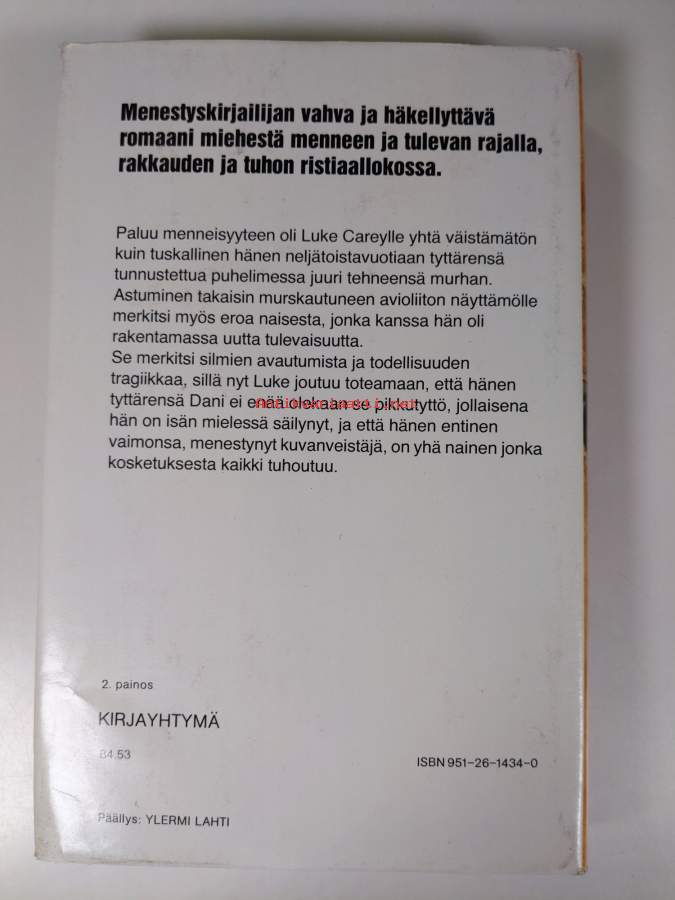 Menestyskirjailijan vahva ja häkellyttävä
romaani miehestä menneen ja tulevan rajalla,
rakkauden ja tuhon ristiaallokossa.
Paluu menneisyyteen oli Luke Careylle yhtä väistämätön
kuin tuskallinen hänen neljätoistavuotiaan tyttärensä
tunnustettua puhelimessa juuri tehneensä murhan.
Astuminen takaisin murskautuneen avioliiton näyttämölle
merkitsi myös eroa naisesta, jonka kanssa hän oli
rakentamassa uutta tulevaisuutta.
Se merkitsi silmien avautumista ja todellisuuden
tragiikkaa, sillä nyt Luke joutuu toteamaan, että hänen
tyttärensä Dani ei enää olekaan se pikkutyttö, jollaisena
hän on isän mielessä säilynyt, ja että hänen entinen
vaimonsa, menestynyt kuvanveistäjä, on yhä nainen jonka
kosketuksesta kaikki tuhoutuu.
2. painos
KIRJAYHTYMÄ
84.53
ISBN 951-26-1434-0
Päällys: YLERMI LAHTI